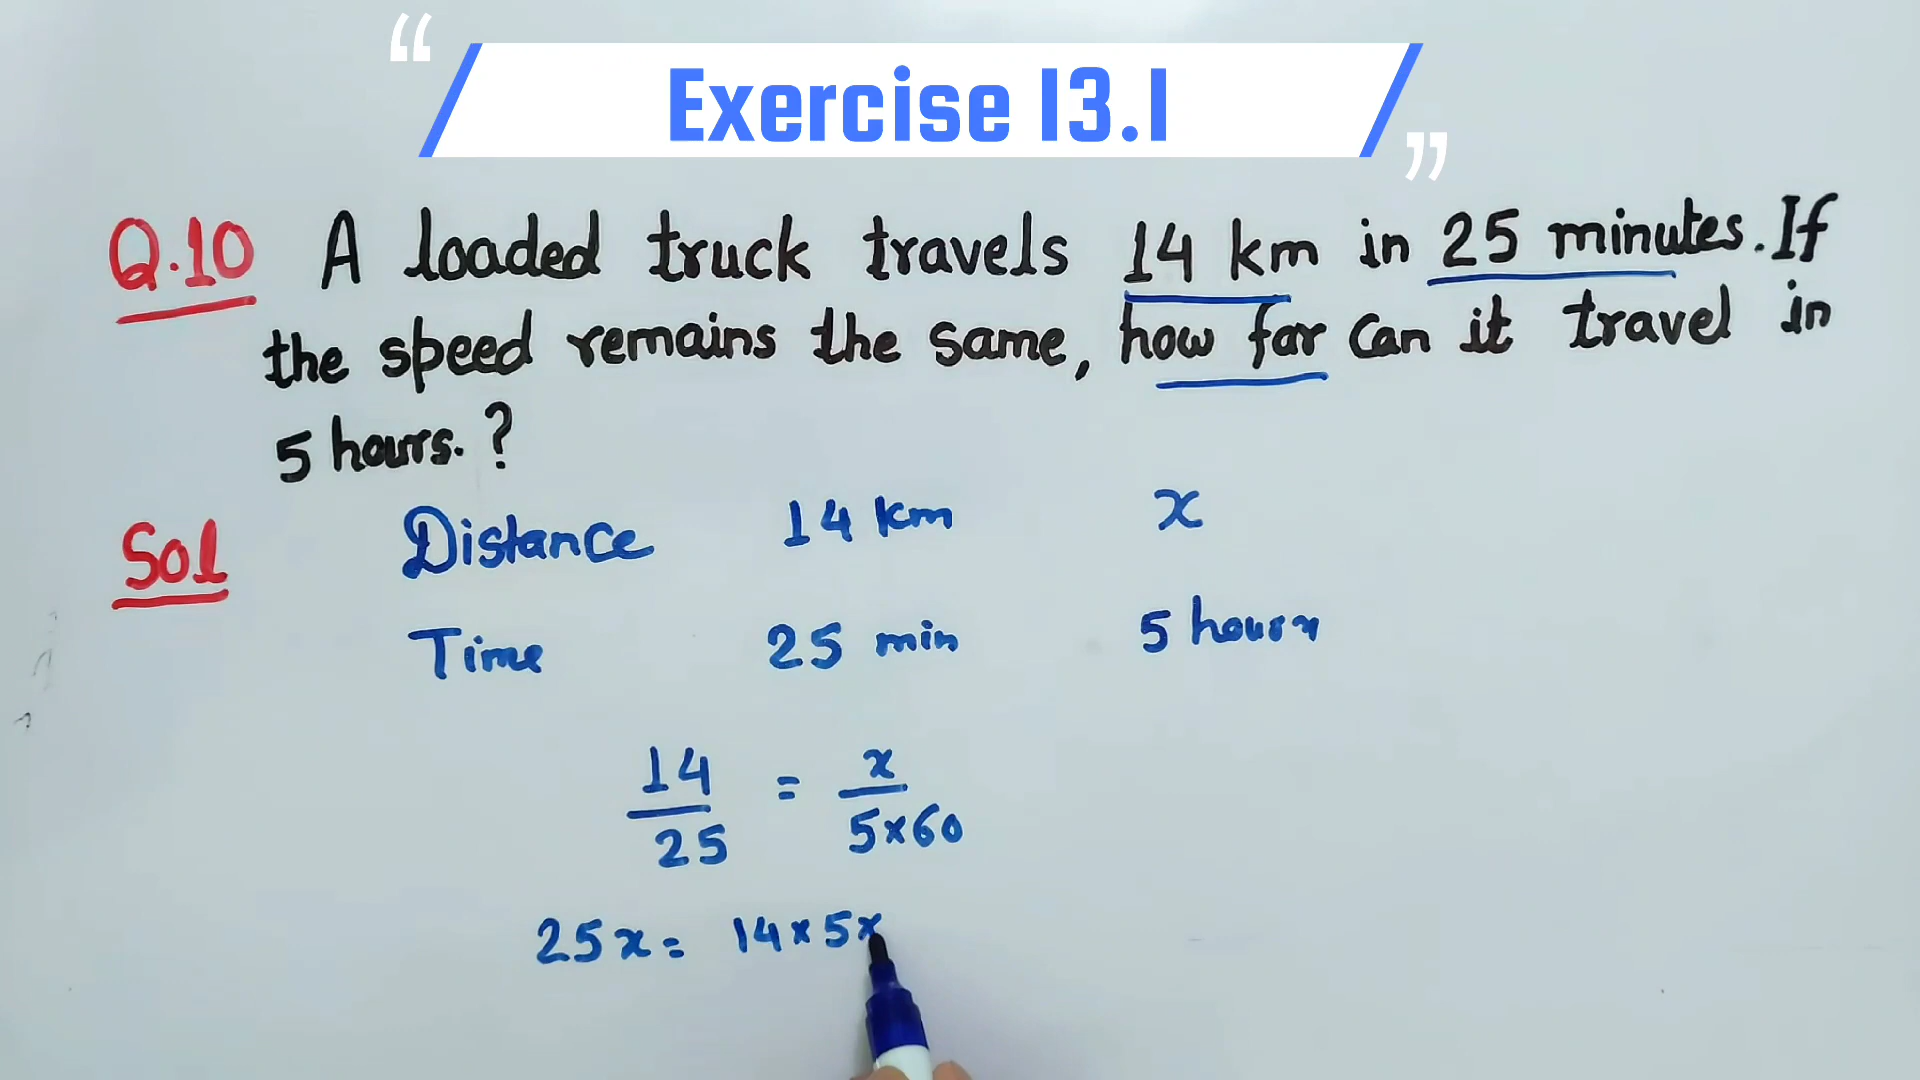 “ Exercise 13.1 ”
Q.10 A loaded truck travels 14 km in 25 minutes. If
the speed remains the same, how far can it travel in
5 hours. ?
Sol Distance 14 km x
Time 25 min 5 hours
14/25 = x/5×60
25x = 14×5×